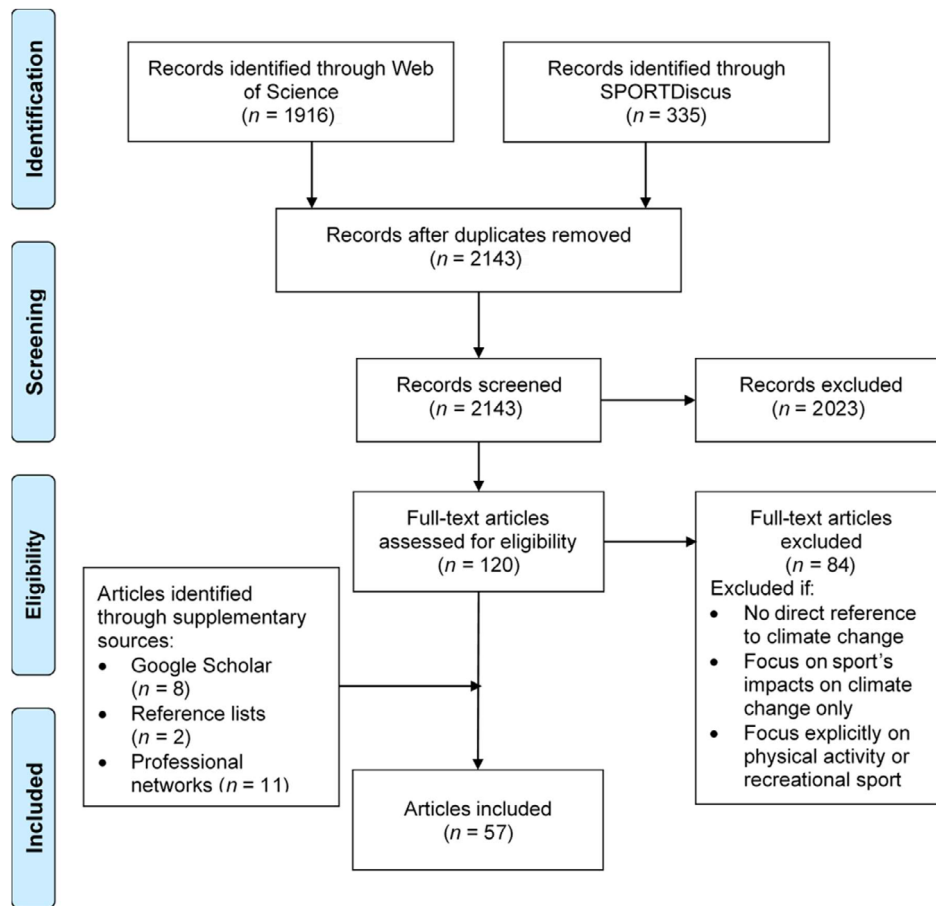 Identification
Records identified through Web
of Science
(n = 1916)
Records identified through
SPORTDiscus
(n = 335)
Records after duplicates removed
(n = 2143)
Screening
Records screened
(n = 2143)
Records excluded
(n = 2023)
Eligibility
Full-text articles
assessed for eligibility
(n = 120)
Full-text articles
excluded
(n = 84)
Excluded if:
• No direct reference
to climate change
• Focus on sport's
impacts on climate
change only
• Focus explicitly on
physical activity or
recreational sport
Articles identified
through supplementary
sources:
• Google Scholar
(n = 8)
• Reference lists
(n = 2)
• Professional
networks (n = 11)
Included
Articles included
(n = 57)